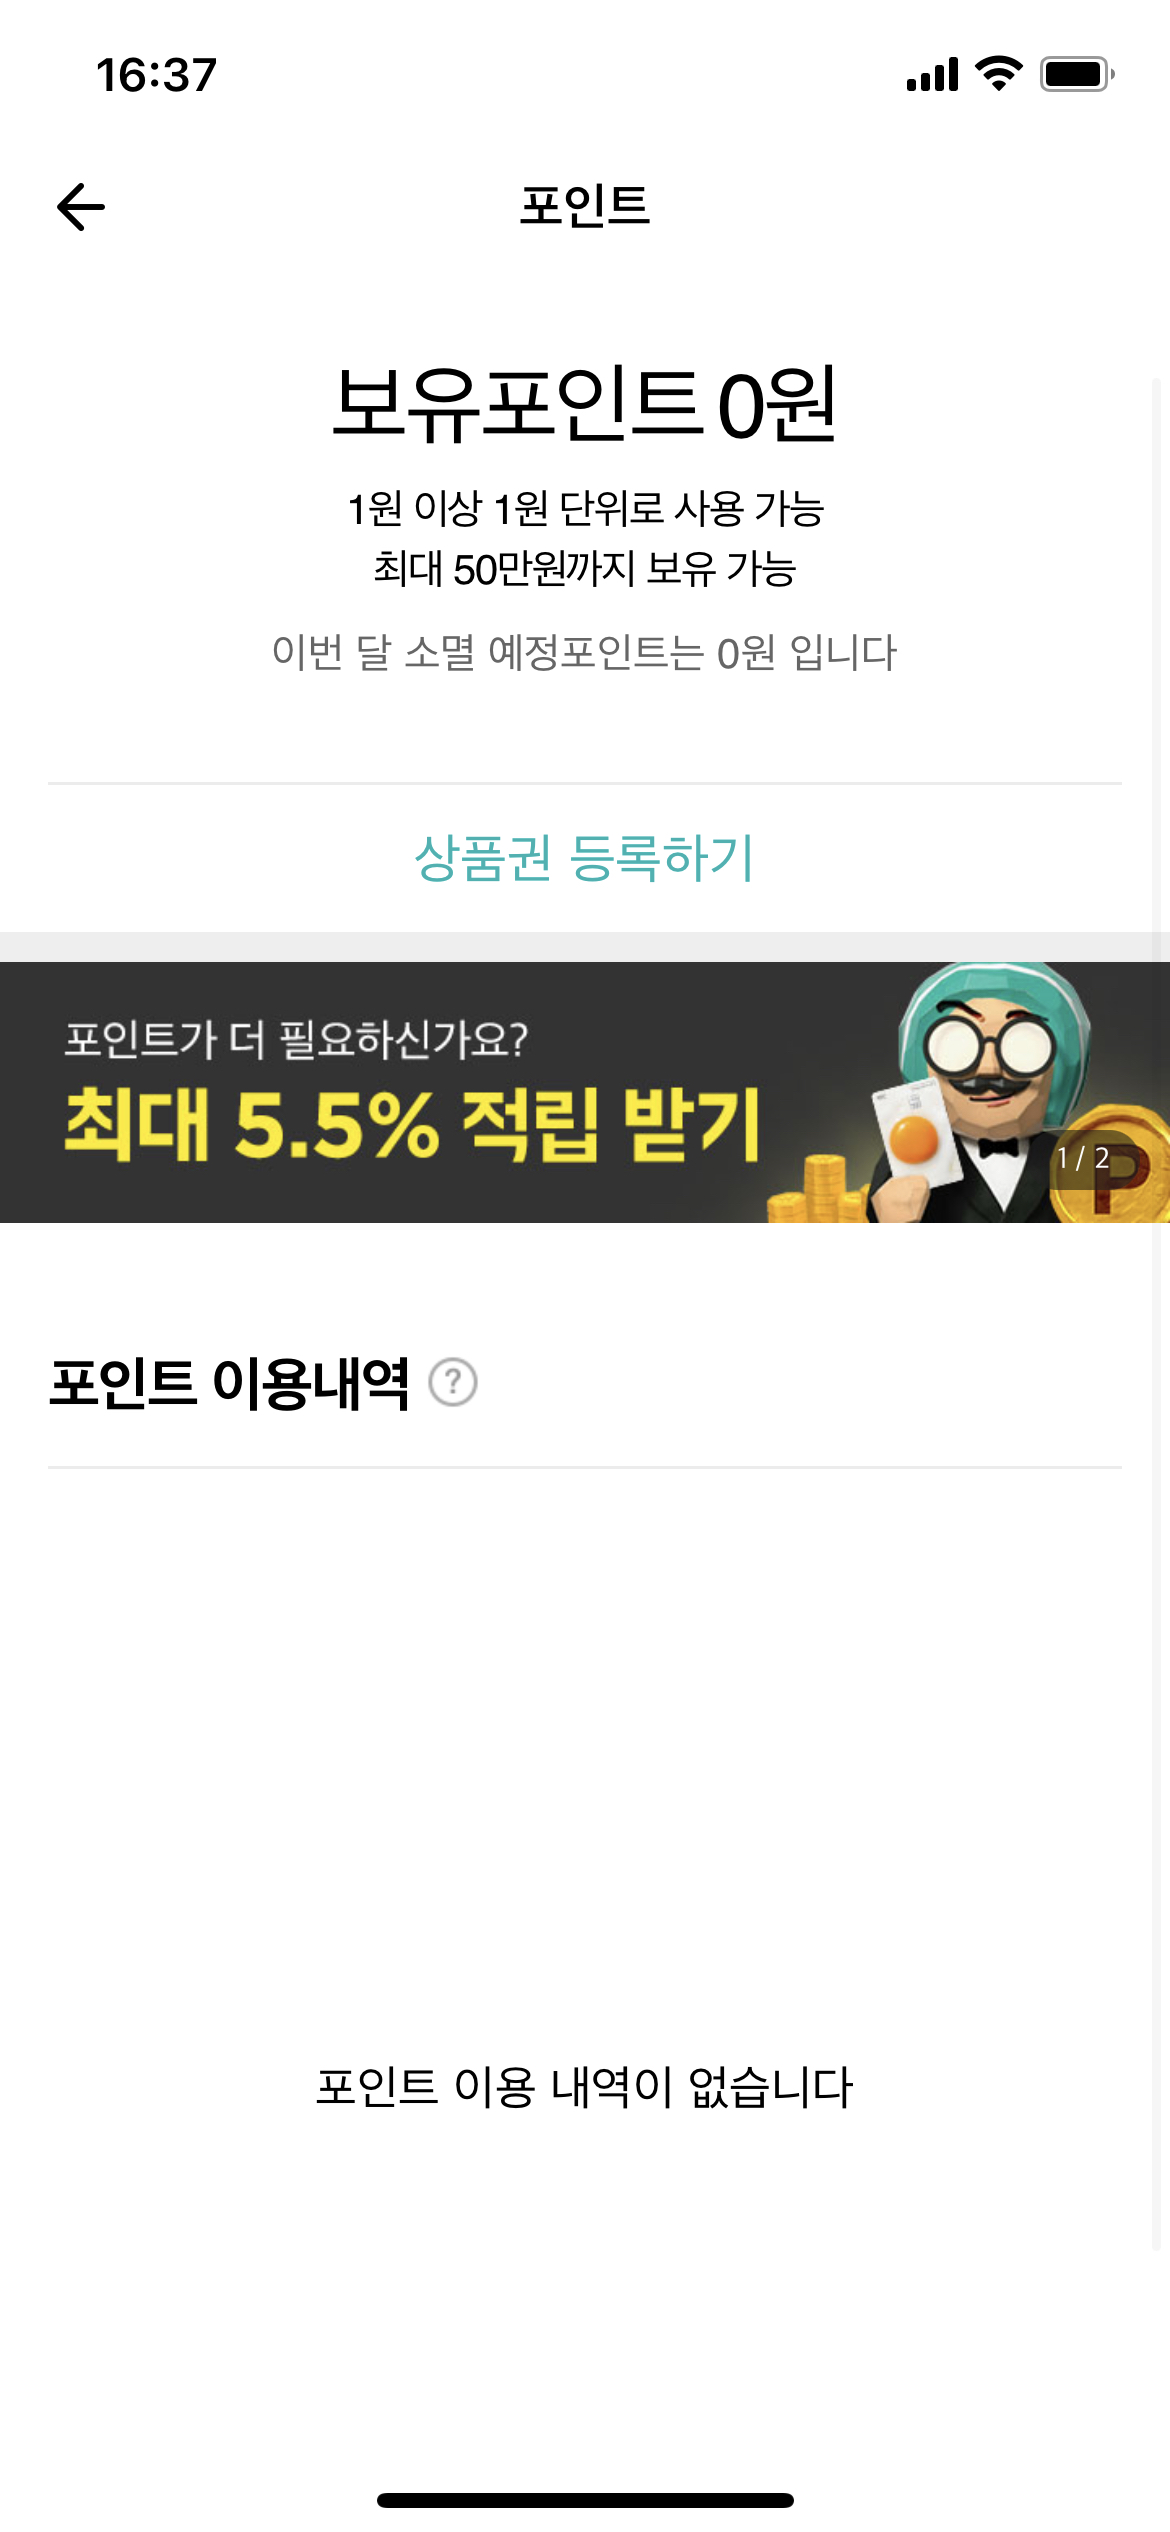 16:37
포인트
보유포인트 0원
1원 이상 1원 단위로 사용 가능
최대 50만원까지 보유 가능
이번 달 소멸 예정포인트는 0원 입니다
상품권 등록하기
포인트가 더 필요하신가요?
최대 5.5% 적립 받기
1 / 2
P
포인트 이용내역 ?
포인트 이용 내역이 없습니다